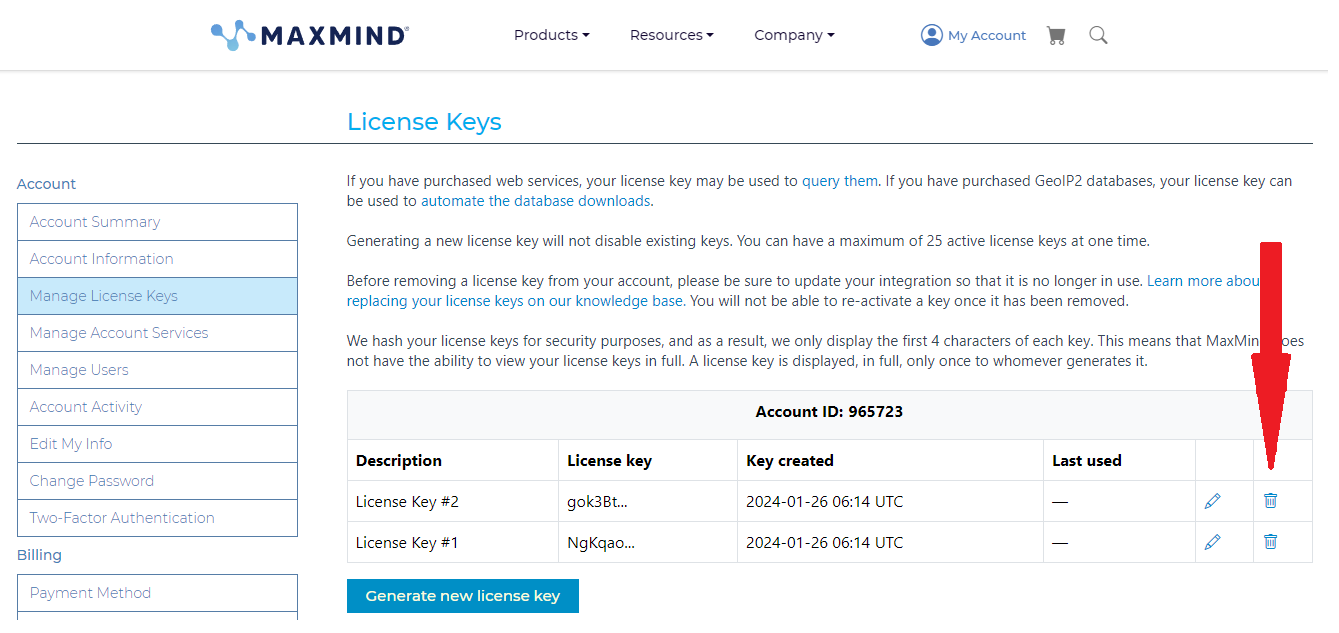 MAXMIND
Products
Resources
Company
My Account
License Keys
Account
Account Summary
Account Information
Manage License Keys
Manage Account Services
Manage Users
Account Activity
Edit My Info
Change Password
Two-Factor Authentication
Billing
Payment Method
If you have purchased web services, your license key may be used to query them. If you have purchased GeoIP2 databases, your license key can
be used to automate the database downloads.
Generating a new license key will not disable existing keys. You can have a maximum of 25 active license keys at one time.
Before removing a license key from your account, please be sure to update your integration so that it is no longer in use. Learn more abou
replacing your license keys on our knowledge base. You will not be able to re-activate a key once it has been removed.
We hash your license keys for security purposes, and as a result, we only display the first 4 characters of each key. This means that MaxMin oes
not have the ability to view your license keys in full. A license key is displayed, in full, only once to whomever generates it.
Account ID: 965723
Description License key Key created Last used
License Key #2 gok3Bt... 2024-01-26 06:14 UTC —
License Key #1 NgKqao... 2024-01-26 06:14 UTC —
Generate new license key